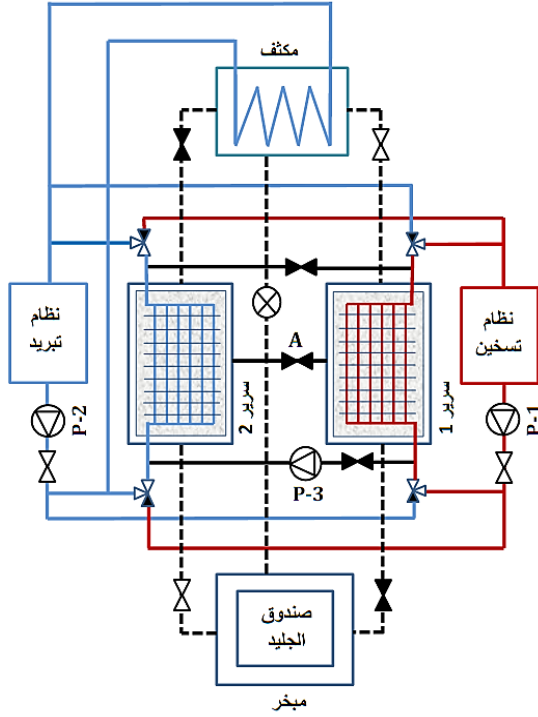 مكثف
نظام
تبريد
نظام
تسخين
A
سرير 2
سرير 1
P-2
P-1
P-3
صندوق
الجليد
مبخر